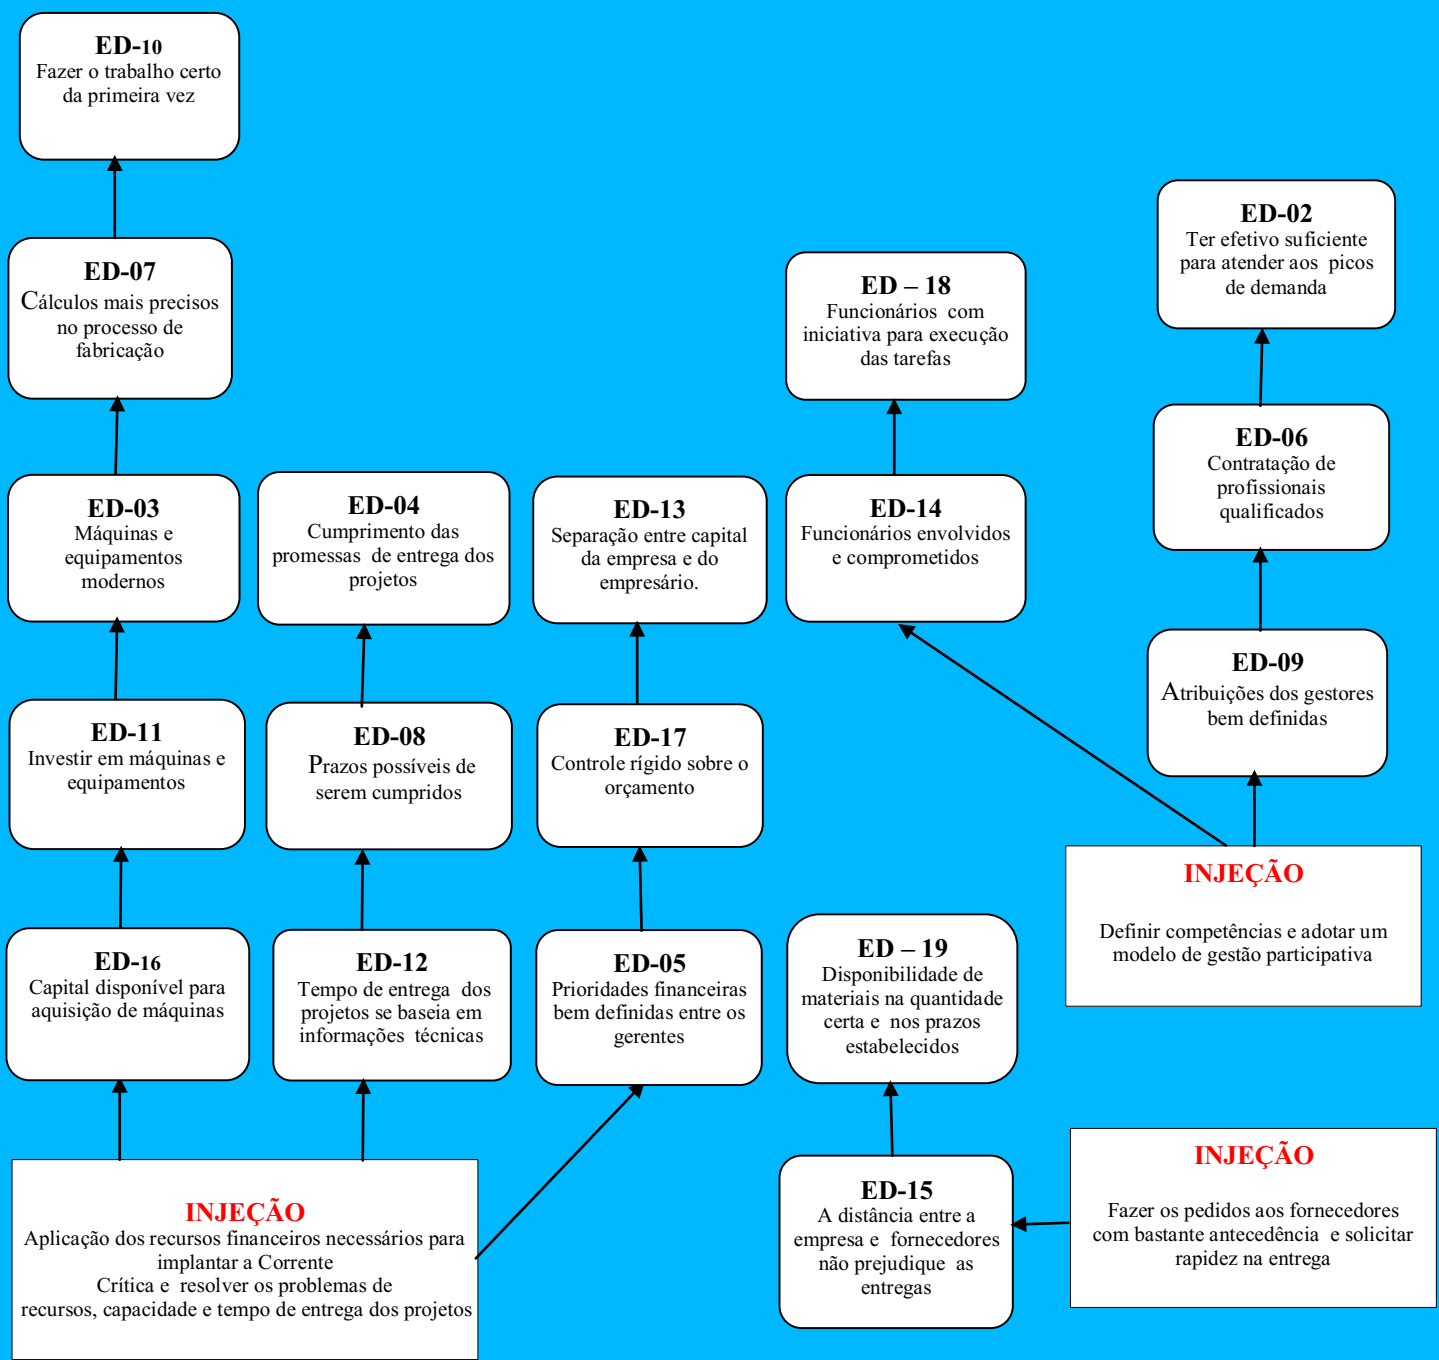 ED-10
Fazer o trabalho certo
da primeira vez
ED-07
Cálculos mais precisos
no processo de
fabricação
ED – 18
Funcionários com
iniciativa para execução
das tarefas
ED-02
Ter efetivo suficiente
para atender aos picos
de demanda
ED-06
Contratação de
profissionais
qualificados
ED-03
Máquinas e
equipamentos
modernos
ED-04
Cumprimento das
promessas de entrega dos
projetos
ED-13
Separação entre capital
da empresa e do
empresário.
ED-14
Funcionários envolvidos
e comprometidos
ED-09
Atribuições dos gestores
bem definidas
ED-11
Investir em máquinas e
equipamentos
ED-08
Prazos possíveis de
serem cumpridos
ED-17
Controle rígido sobre o
orçamento
INJEÇÃO
Definir competências e adotar um
modelo de gestão participativa
ED-16
Capital disponível para
aquisição de máquinas
ED-12
Tempo de entrega dos
projetos se baseia em
informações técnicas
ED-05
Prioridades financeiras
bem definidas entre os
gerentes
ED – 19
Disponibilidade de
materiais na quantidade
certa e nos prazos
estabelecidos
INJEÇÃO
Aplicação dos recursos financeiros necessários para
implantar a Corrente
Crítica e resolver os problemas de
recursos, capacidade e tempo de entrega dos projetos
ED-15
A distância entre a
empresa e fornecedores
não prejudique as
entregas
INJEÇÃO
Fazer os pedidos aos fornecedores
com bastante antecedência e solicitar
rapidez na entrega